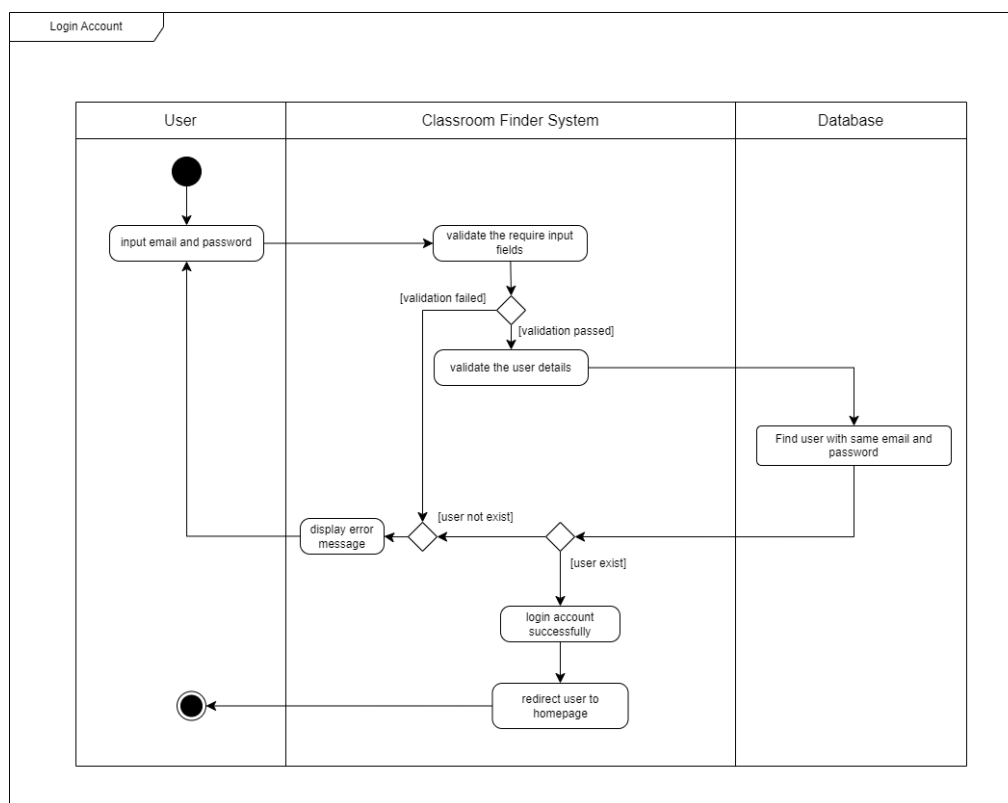 Login Account
User
Classroom Finder System
Database
input email and password
validate the require input
fields
[validation failed]
[validation passed]
validate the user details
Find user with same email and
password
[user not exist]
display error
message
[user exist]
login account
successfully
redirect user to
homepage